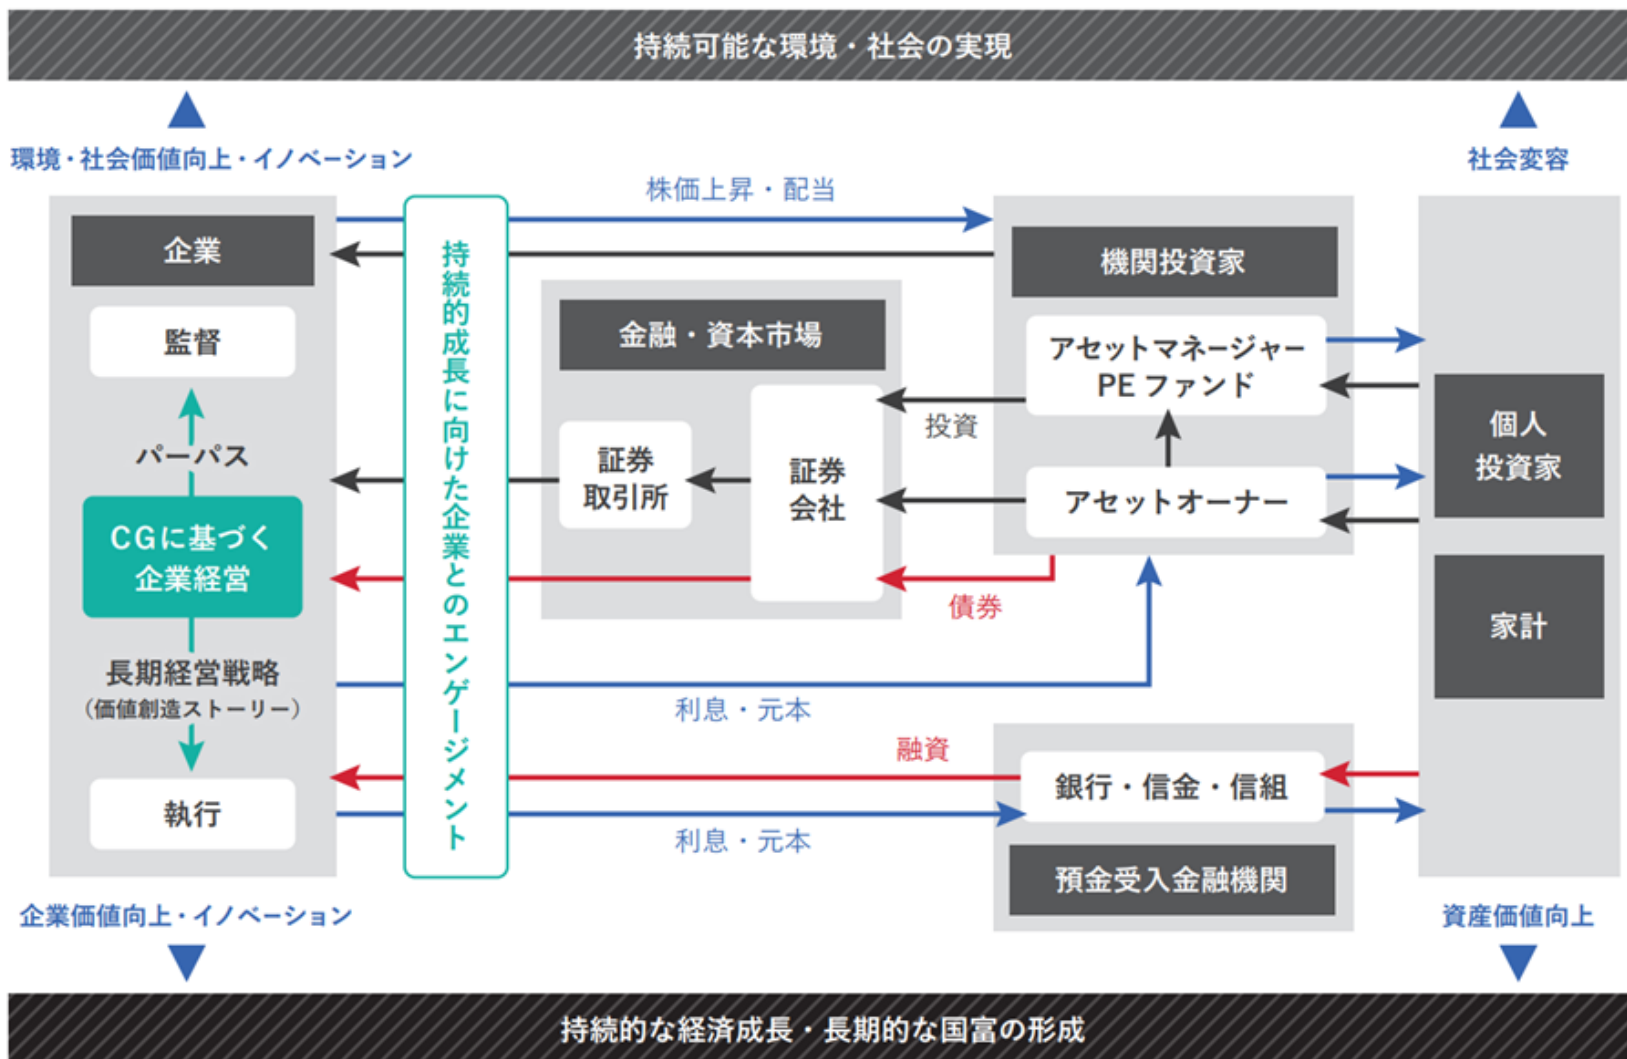 持続可能な環境・社会の実現
環境・社会価値向上・イノベーション
社会変容
企業
監督
パーパス
CGに基づく
企業経営
長期経営戦略
（価値創造ストーリー）
執行
持続的成長に向けた企業とのエンゲージメント
株価上昇・配当
金融・資本市場
証券
取引所
証券
会社
投資
債券
利息・元本
融資
利息・元本
機関投資家
アセットマネージャー
PEファンド
アセットオーナー
銀行・信金・信組
預金受入金融機関
個人
投資家
家計
企業価値向上・イノベーション
資産価値向上
持続的な経済成長・長期的な国富の形成